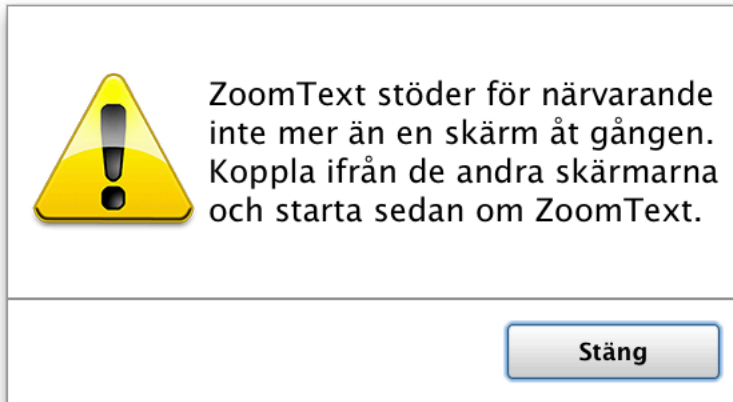 ZoomText stöder för närvarande
inte mer än en skärm åt gången.
Koppla ifrån de andra skärmarna
och starta sedan om ZoomText.
Stäng